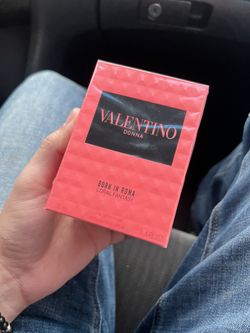 VALENTINO
DONNA
BORN IN ROMA
CORAL FANTASY